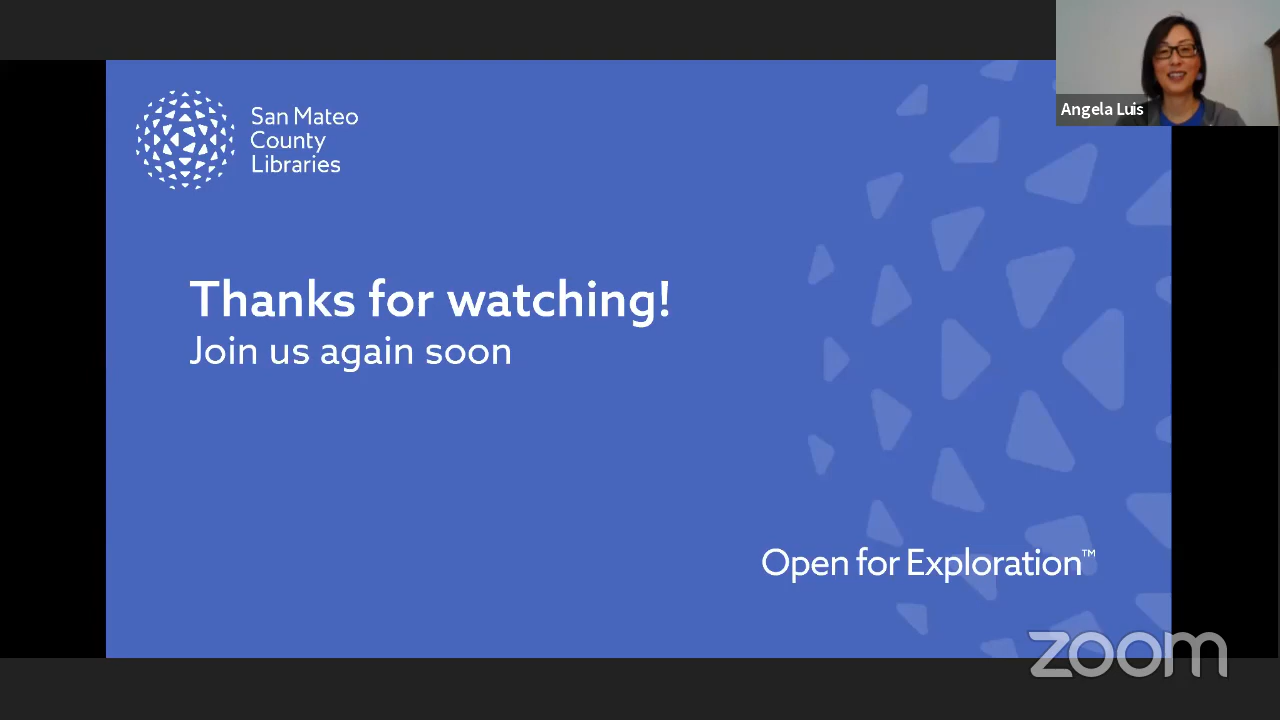 Angela Luis
San Mateo
County
Libraries
Thanks for watching!
Join us again soon
Open for Exploration™
zoom